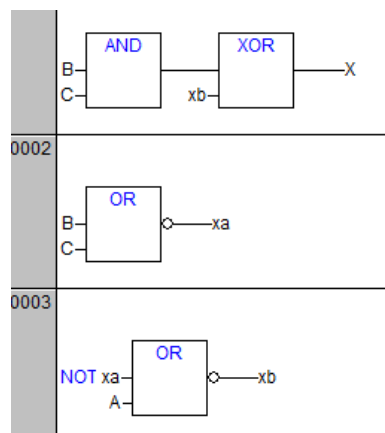 AND XOR
B X
C xb
0002
OR
B xa
C
0003
OR
NOT xa xb
A